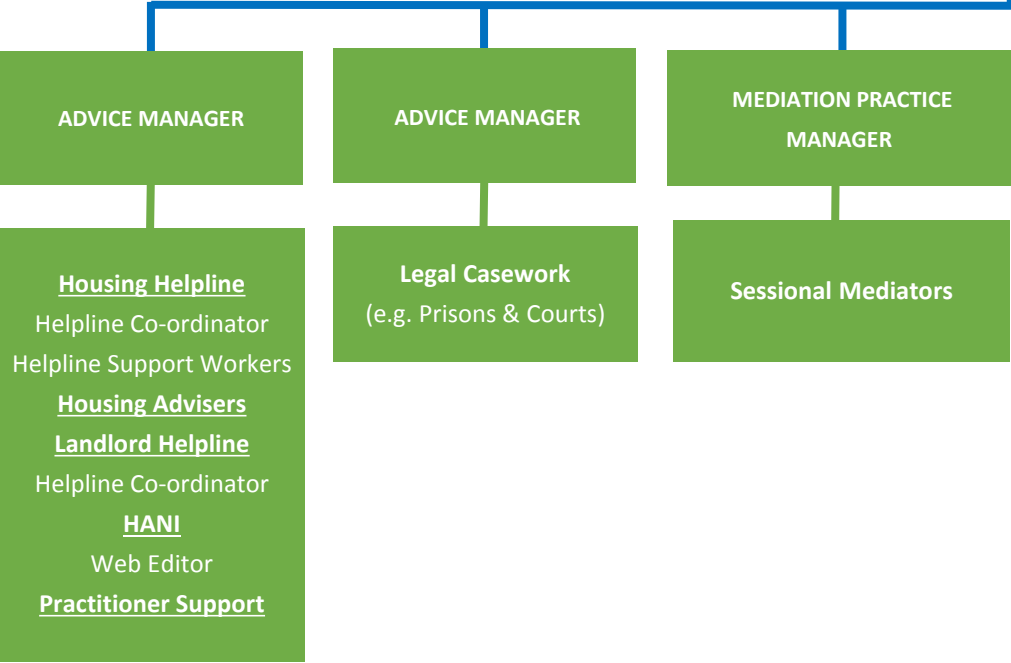 ADVICE MANAGER
ADVICE MANAGER
MEDIATION PRACTICE
MANAGER
Housing Helpline
Helpline Co-ordinator
Helpline Support Workers
Housing Advisers
Landlord Helpline
Helpline Co-ordinator
HANI
Web Editor
Practitioner Support
Legal Casework
(e.g. Prisons & Courts)
Sessional Mediators